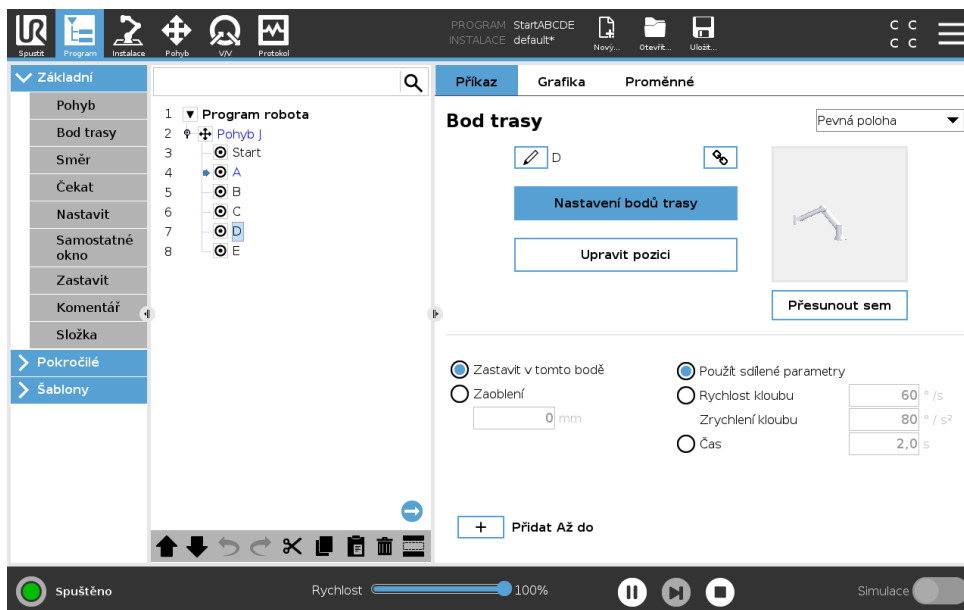 PROGRAM StartABCDE
INSTALACE default*
Spustit Program Instalace Pohyb V/V Protokol Nový... Otevřít... Uložit...
C C
C C
Základní
Pohyb
Bod trasy
Směr
Čekat
Nastavit
Samostatné
okno
Zastavit
Komentář
Složka
Pokročilé
Šablony
1 Program robota
2 Pohyb J
3 Start
4 A
5 B
6 C
7 D
8 E
Příkaz Grafika Proměnné
Bod trasy Pevná poloha
D
Nastavení bodů trasy
Upravit pozici
Přesunout sem
Zastavit v tomto bodě
Zaoblení
0 mm
Použít sdílené parametry
Rychlost kloubu 60 ° /s
Zrychlení kloubu 80 ° / s²
Čas 2,0 s
+ Přidat Až do
Spuštěno Rychlost 100% Simulace